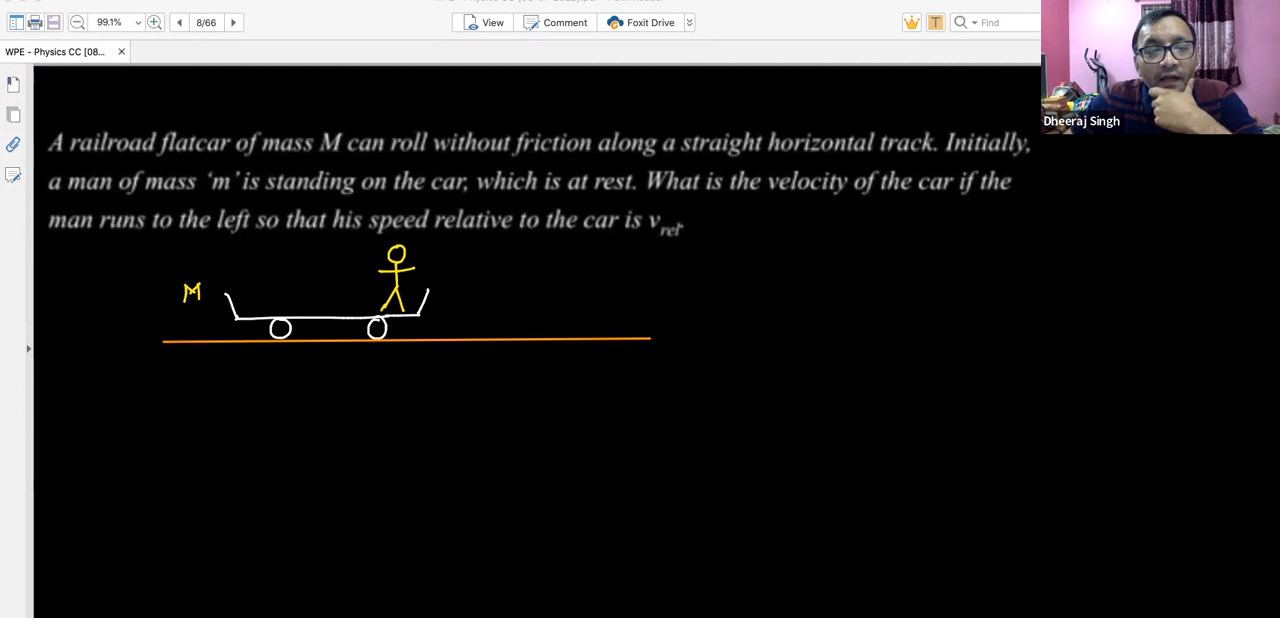 99.1%
8/66
View
Comment
Foxit Drive
T
Find
WPE - Physics CC [08...
Dheeraj Singh
A railroad flatcar of mass M can roll without friction along a straight horizontal track. Initially,
a man of mass ‘m’ is standing on the car, which is at rest. What is the velocity of the car if the
man runs to the left so that his speed relative to the car is vrel.
M